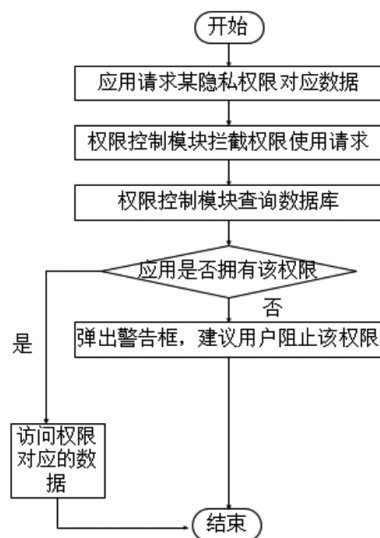 开始
应用请求某隐私权限对应数据
权限控制模块拦截权限使用请求
权限控制模块查询数据库
应用是否拥有该权限
否
是
弹出警告框，建议用户阻止该权限
访问权限
对应的数
据
结束